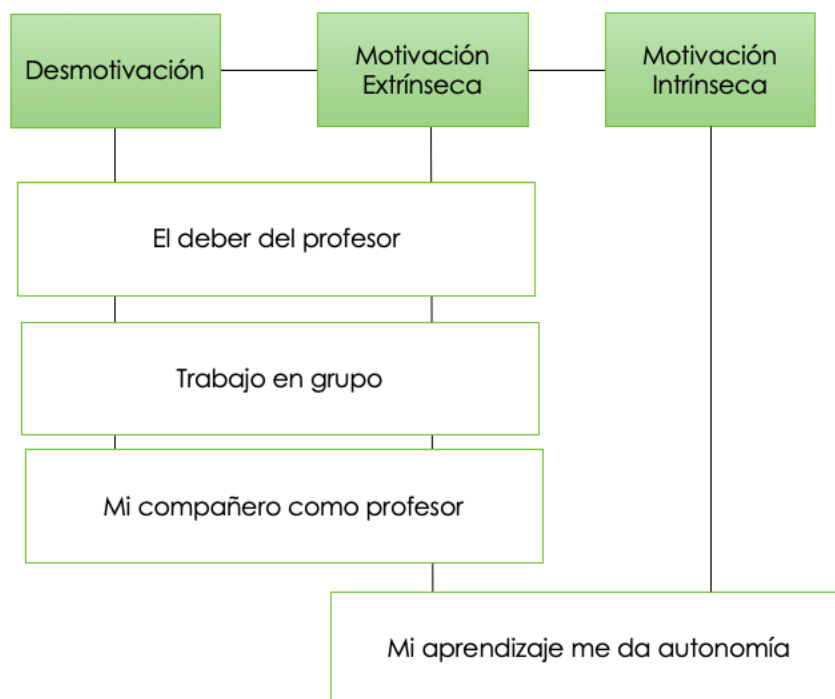 Desmotivación
Motivación
Extrínseca
Motivación
Intrínseca
El deber del profesor
Trabajo en grupo
Mi compañero como profesor
Mi aprendizaje me da autonomía